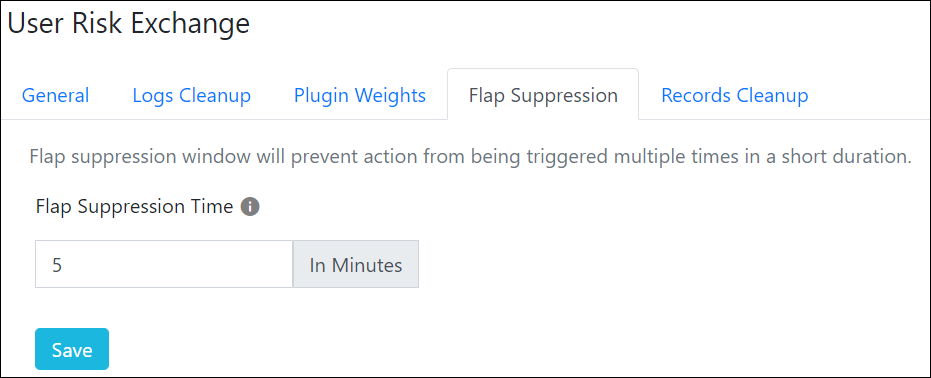 User Risk Exchange
General Logs Cleanup Plugin Weights Flap Suppression Records Cleanup
Flap suppression window will prevent action from being triggered multiple times in a short duration.
Flap Suppression Time
5 In Minutes
Save